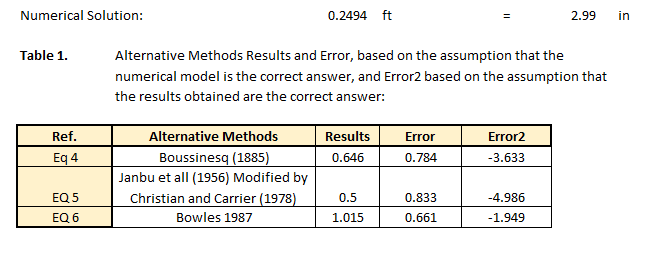 Numerical Solution: 0.2494 ft = 2.99 in
Table 1. Alternative Methods Results and Error, based on the assumption that the
numerical model is the correct answer, and Error2 based on the assumption that
the results obtained are the correct answer:
Ref. Alternative Methods Results Error Error2
Eq 4 Boussinesq (1885) 0.646 0.784 -3.633
Janbu et all (1956) Modified by
EQ 5 Christian and Carrier (1978) 0.5 0.833 -4.986
EQ 6 Bowles 1987 1.015 0.661 -1.949